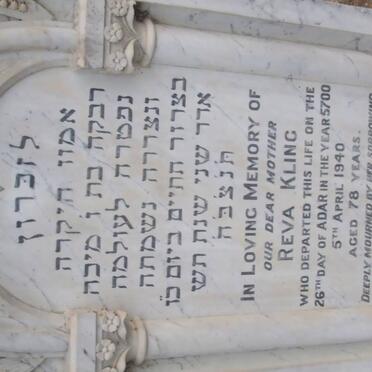 לזכרון
אמנו היקרה
רבקה בת ר' מיכה
נפטרה לעולמה
ונצררה נשמתה
בצרור החיים ביום כ"ו
אדר שני שנת תש
ת נ צ ב ה
IN LOVING MEMORY OF
OUR DEAR MOTHER
REVA KLING
WHO DEPARTED THIS LIFE ON THE
26TH DAY OF ADAR IN THE YEAR 5700
5TH APRIL 1940
AGED 78 YEARS.
DEEPLY MOURNED BY HER SORROWING